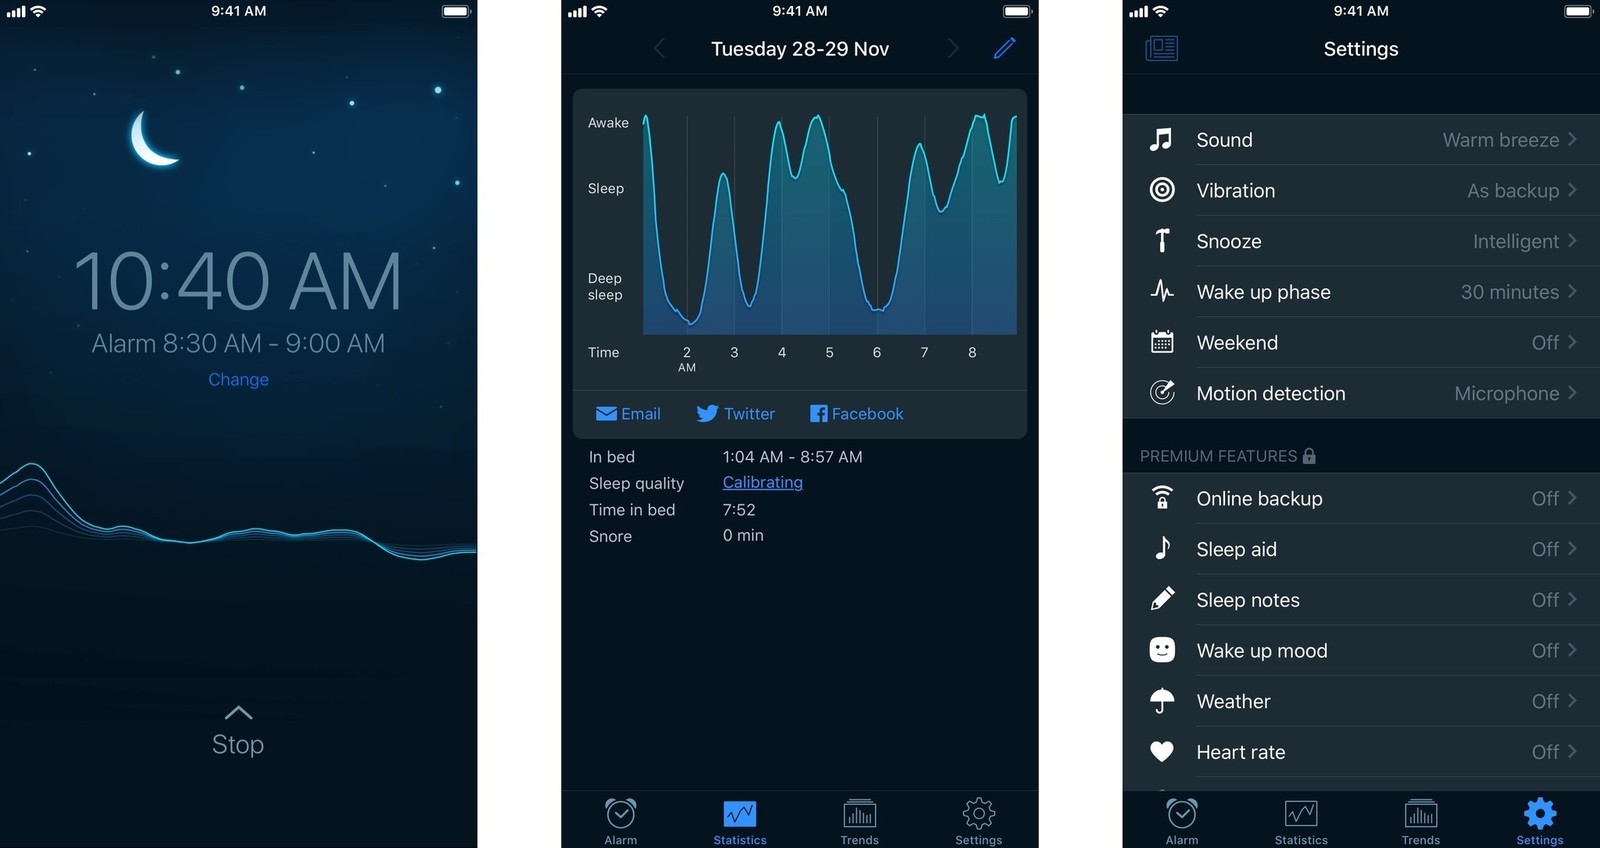 9:41 AM
10:40 AM
Alarm 8:30 AM - 9:00 AM
Change
Stop
9:41 AM
Tuesday 28-29 Nov
Awake
Sleep
Deep
sleep
Time 2 3 4 5 6 7 8
AM
Email Twitter Facebook
In bed 1:04 AM - 8:57 AM
Sleep quality Calibrating
Time in bed 7:52
Snore 0 min
Alarm Statistics Trends Settings
9:41 AM
Settings
Sound Warm breeze
Vibration As backup
Snooze Intelligent
Wake up phase 30 minutes
Weekend Off
Motion detection Microphone
PREMIUM FEATURES
Online backup Off
Sleep aid Off
Sleep notes Off
Wake up mood Off
Weather Off
Heart rate Off
Alarm Statistics Trends Settings